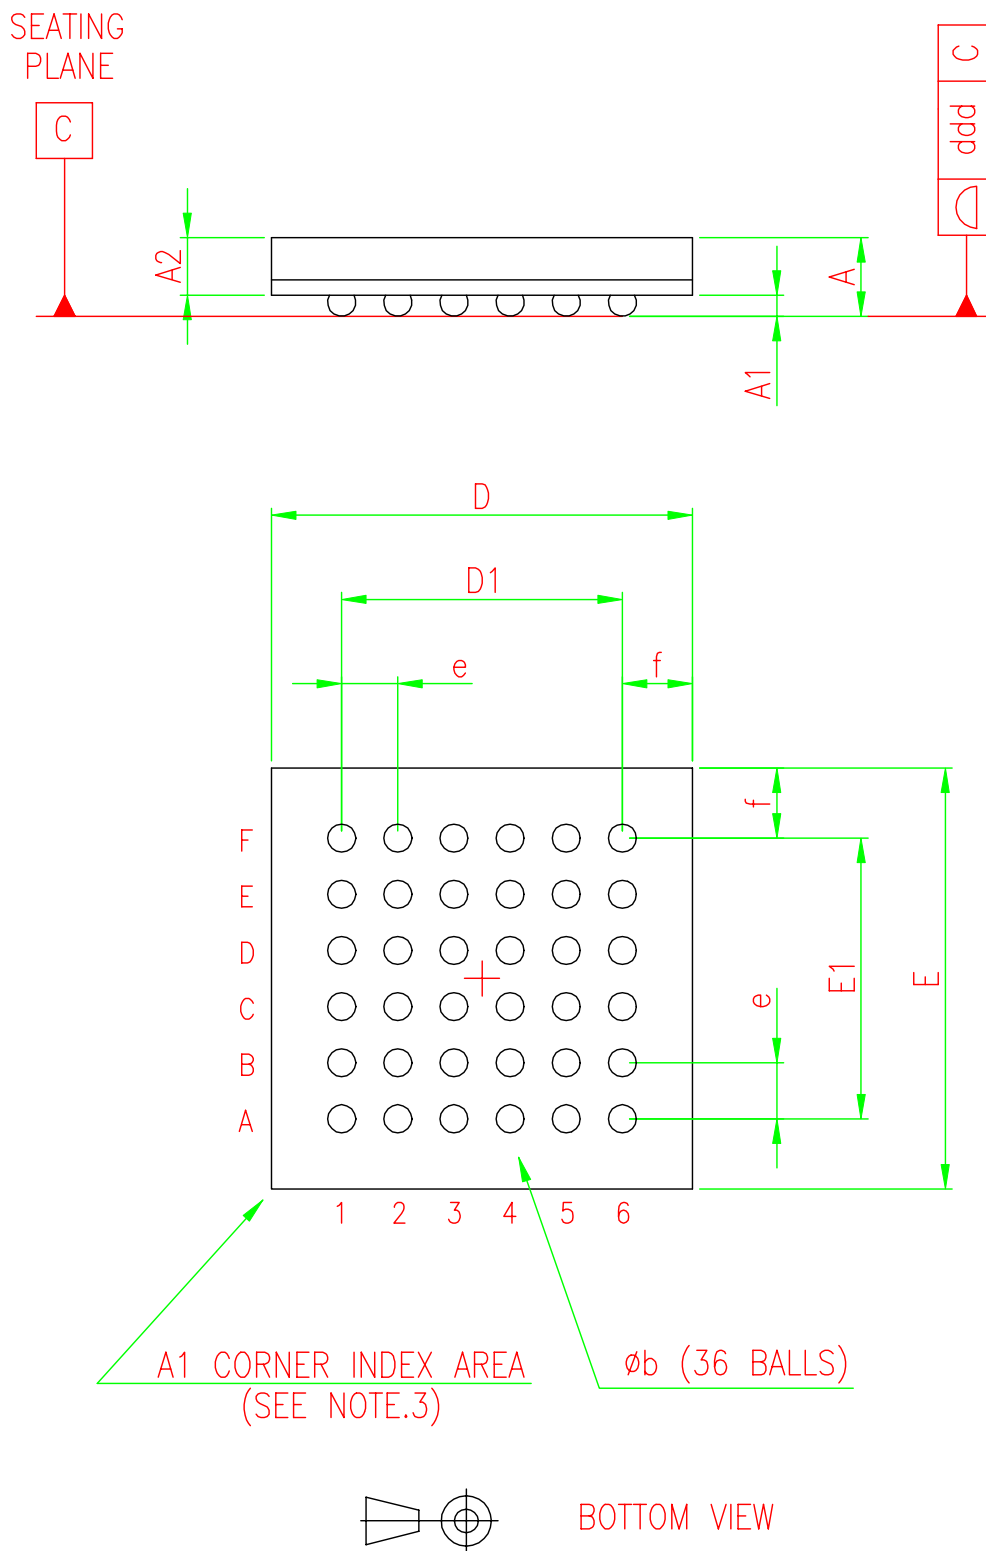 SEATING
PLANE
C
C
ddd
A2
A
A1
D
D1
e
f
f
F
E
D
C
B
A
E1
E
e
1 2 3 4 5 6
A1 CORNER INDEX AREA
(SEE NOTE.3)
øb (36 BALLS)
BOTTOM VIEW